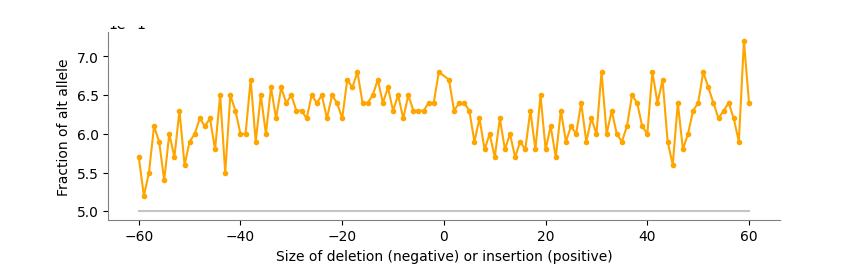 7.0
6.5
6.0
5.5
5.0
Fraction of alt allele
−60 −40 −20 0 20 40 60
Size of deletion (negative) or insertion (positive)